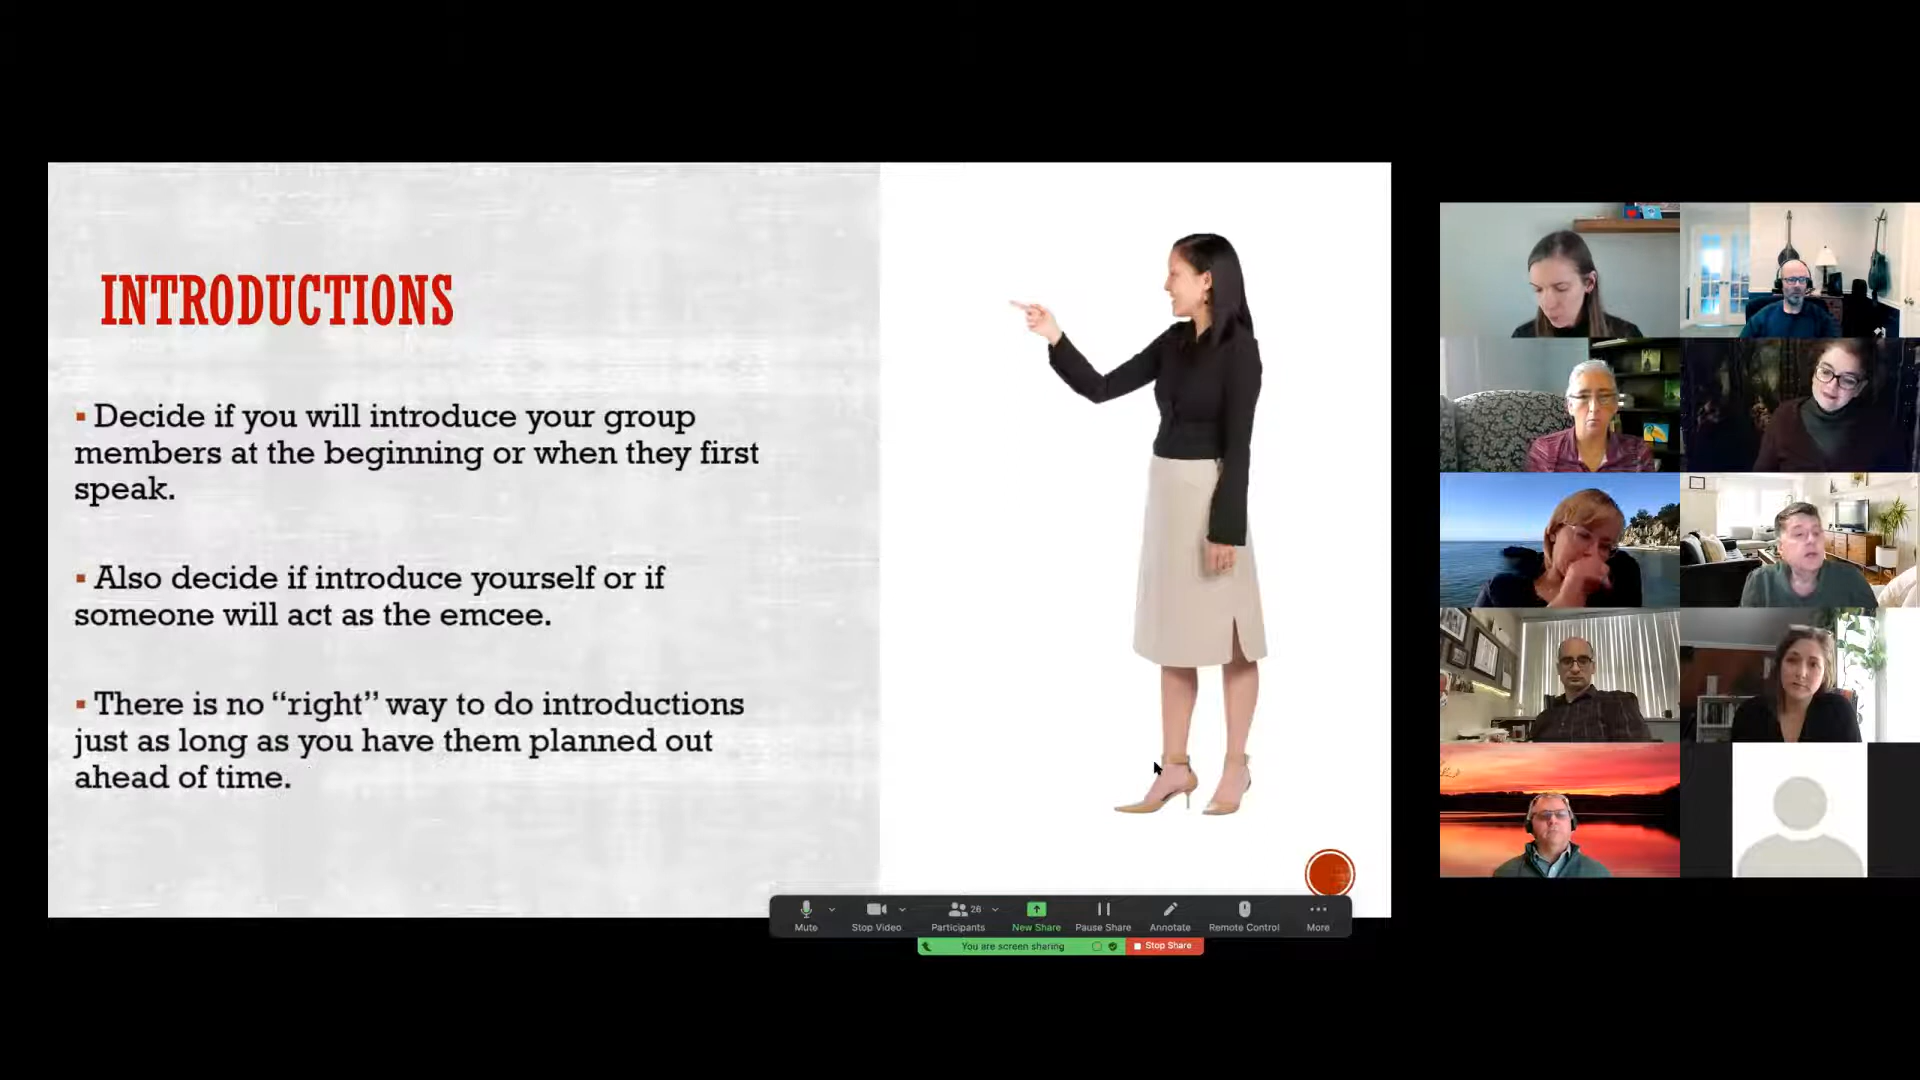 INTRODUCTIONS
▪ Decide if you will introduce your group
members at the beginning or when they first
speak.
▪ Also decide if introduce yourself or if
someone will act as the emcee.
▪ There is no “right” way to do introductions
just as long as you have them planned out
ahead of time.
26
Mute Stop Video Participants New Share Pause Share Annotate Remote Control More
You are screen sharing Stop Share